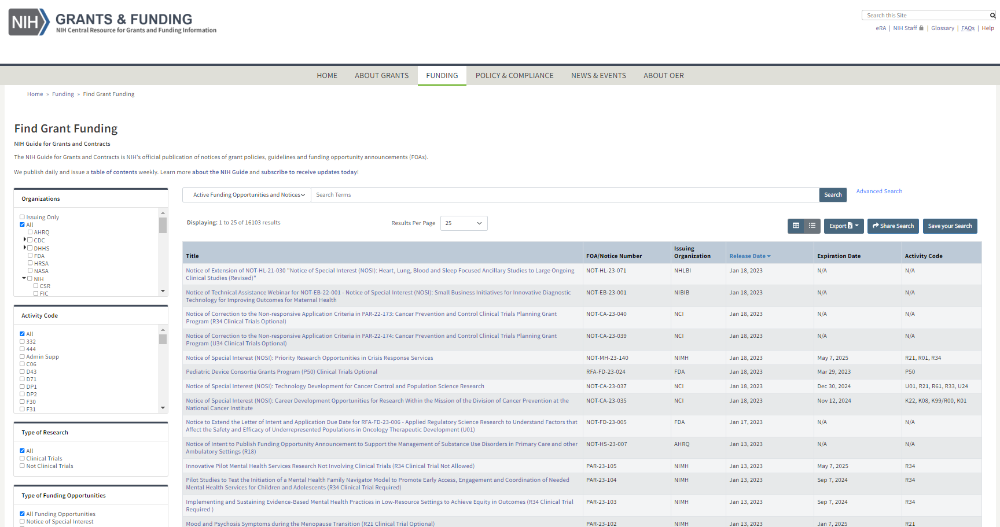 NIH GRANTS & FUNDING
NIH Central Resource for Grants and Funding Information
Search this Site
eRA | NIH Staff | Glossary | FAQs | Help
HOME ABOUT GRANTS FUNDING POLICY & COMPLIANCE NEWS & EVENTS ABOUT OER
Home » Funding » Find Grant Funding
Find Grant Funding
NIH Guide for Grants and Contracts
The NIH Guide for Grants and Contracts is NIH's official publication of notices of grant policies, guidelines and funding opportunity announcements (FOAs).
We publish daily and issue a table of contents weekly. Learn more about the NIH Guide and subscribe to receive updates today!
Organizations
Issuing Only
All
AHRQ
CDC
DHHS
FDA
HRSA
NASA
NIH
CSR
FIC
Activity Code
All
332
444
Admin Supp
C06
D43
D71
DP1
DP2
F30
F31
Type of Research
All
Clinical Trials
Not Clinical Trials
Type of Funding Opportunities
All Funding Opportunities
Notice of Special Interest
Active Funding Opportunities and Notices Search Terms Search Advanced Search
Displaying: 1 to 25 of 16103 results Results Per Page 25 Export Share Search Save your Search
Title FOA/Notice Number Issuing Organization Release Date Expiration Date Activity Code
Notice of Extension of NOT-HL-21-030 "Notice of Special Interest (NOSI): Heart, Lung, Blood and Sleep Focused Ancillary Studies to Large Ongoing NOT-HL-23-071 NHLBI Jan 18, 2023 N/A N/A
Clinical Studies (Revised)"
Notice of Technical Assistance Webinar for NOT-EB-22-001 - Notice of Special Interest (NOSI): Small Business Initiatives for Innovative Diagnostic NOT-EB-23-001 NIBIB Jan 18, 2023 N/A N/A
Technology for Improving Outcomes for Maternal Health
Notice of Correction to the Non-responsive Application Criteria in PAR-22-173: Cancer Prevention and Control Clinical Trials Planning Grant NOT-CA-23-040 NCI Jan 18, 2023 N/A N/A
Program (R34 Clinical Trials Optional)
Notice of Correction to the Non-responsive Application Criteria in PAR-22-174: Cancer Prevention and Control Clinical Trials Planning Grant NOT-CA-23-039 NCI Jan 18, 2023 N/A N/A
Program (U34 Clinical Trials Optional)
Notice of Special Interest (NOSI): Priority Research Opportunities in Crisis Response Services NOT-MH-23-140 NIMH Jan 18, 2023 May 7, 2025 R21, R01, R34
Pediatric Device Consortia Grants Program (P50) Clinical Trials Optional RFA-FD-23-024 FDA Jan 18, 2023 Mar 29, 2023 P50
Notice of Special Interest (NOSI): Technology Development for Cancer Control and Population Science Research NOT-CA-23-037 NCI Jan 18, 2023 Dec 30, 2024 U01, R21, R61, R33, U24
Notice of Special Interest (NOSI): Career Development Opportunities for Research Within the Mission of the Division of Cancer Prevention at the NOT-CA-23-035 NCI Jan 18, 2023 Nov 12, 2024 K22, K08, K99/R00, K01
National Cancer Institute
Notice to Extend the Letter of Intent and Application Due Date for RFA-FD-23-006 - Applied Regulatory Science Research to Understand Factors that NOT-FD-23-005 FDA Jan 17, 2023 N/A N/A
Affect the Safety and Efficacy of Underrepresented Populations in Oncology Therapeutic Development (U01)
Notice of Intent to Publish Funding Opportunity Announcement to Support the Management of Substance Use Disorders in Primary Care and other NOT-HS-23-007 AHRQ Jan 13, 2023 N/A N/A
Ambulatory Settings (R18)
Innovative Pilot Mental Health Services Research Not Involving Clinical Trials (R34 Clinical Trial Not Allowed) PAR-23-105 NIMH Jan 13, 2023 May 7, 2025 R34
Pilot Studies to Test the Initiation of a Mental Health Family Navigator Model to Promote Early Access, Engagement and Coordination of Needed PAR-23-104 NIMH Jan 13, 2023 Sep 7, 2024 R34
Mental Health Services for Children and Adolescents (R34 Clinical Trial Required)
Implementing and Sustaining Evidence-Based Mental Health Practices in Low-Resource Settings to Achieve Equity in Outcomes (R34 Clinical Trial PAR-23-103 NIMH Jan 13, 2023 Sep 7, 2024 R34
Required )
Mood and Psychosis Symptoms during the Menopause Transition (R21 Clinical Trial Optional) PAR-23-102 NIMH Jan 13, 2023 Jan 7, 2025 R21